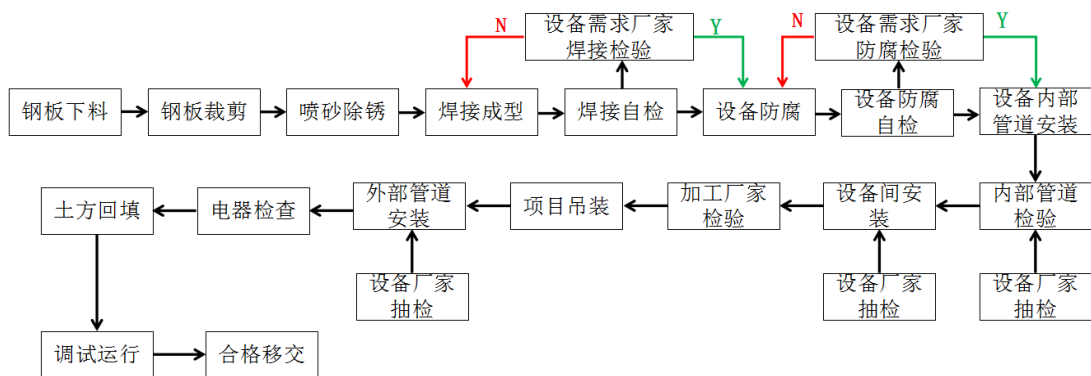 N
设备需求厂家
焊接检验
Y
N
设备需求厂家
防腐检验
Y
钢板下料
钢板裁剪
喷砂除锈
焊接成型
焊接自检
设备防腐
设备防腐
自检
设备内部
管道安装
土方回填
电器检查
外部管道
安装
项目吊装
加工厂家
检验
设备间安
装
内部管道
检验
设备厂家
抽检
设备厂家
抽检
设备厂家
抽检
调试运行
合格移交